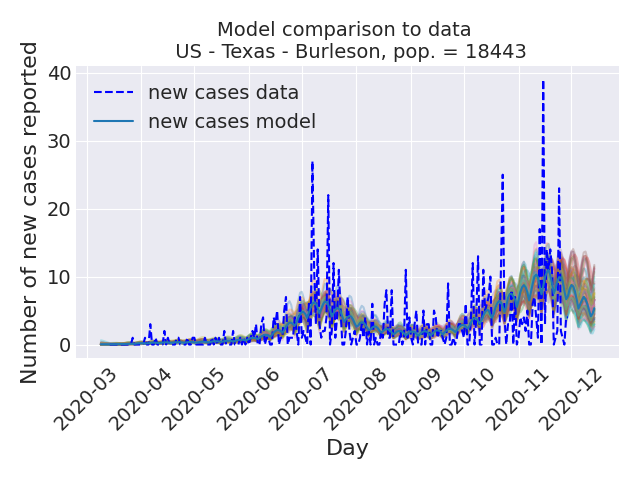 Model comparison to data
US - Texas - Burleson, pop. = 18443
Number of new cases reported
40
30
20
10
0
new cases data
new cases model
2020-03
2020-04
2020-05
2020-06
2020-07
2020-08
2020-09
2020-10
2020-11
2020-12
Day